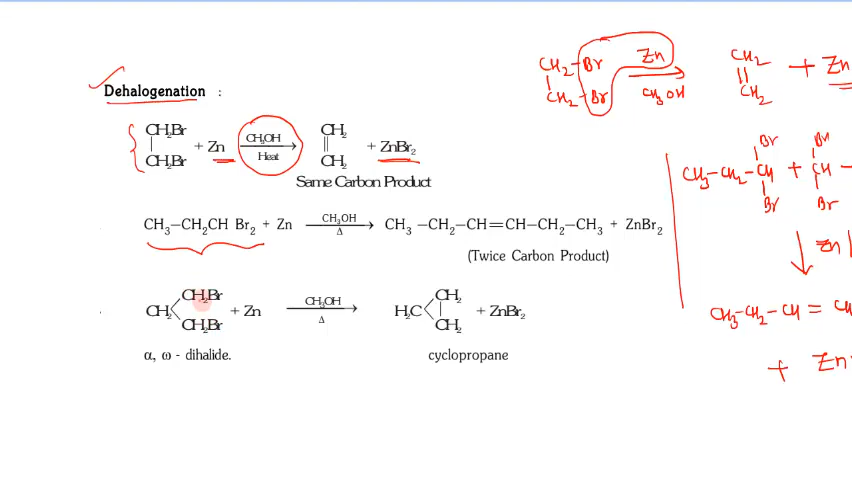 Dehalogenation :
CH₂Br
|
CH₂Br
+ Zn
CH₃OH
Heat
CH₂
||
CH₂
+ ZnBr₂
Same Carbon Product
CH₃–CH₂CH Br₂ + Zn —CH₃OH/Δ→ CH₃ –CH₂–CH=CH–CH₂–CH₃ + ZnBr₂
(Twice Carbon Product)
CH₂
CH₂Br
CH₂Br
+ Zn
CH₃OH
Δ
H₂C
CH₂
|
CH₂
+ ZnBr₂
α, ω - dihalide.
cyclopropane
CH₂–Br
|
CH₂–Br
Zn
CH₃OH
CH₂
||
CH₂
+ Zn
Br Br
CH₃–CH₂–CH + CH –
Br Br
↓ Zn
CH₃–CH₂–CH =
+ Zn